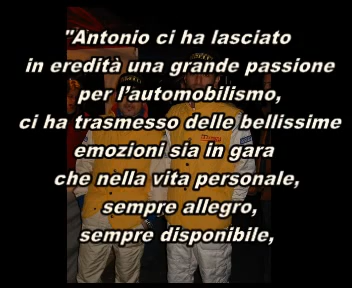 "Antonio ci ha lasciato
in eredità una grande passione
per l'automobilismo,
ci ha trasmesso delle bellissime
emozioni sia in gara
che nella vita personale,
sempre allegro,
sempre disponibile,